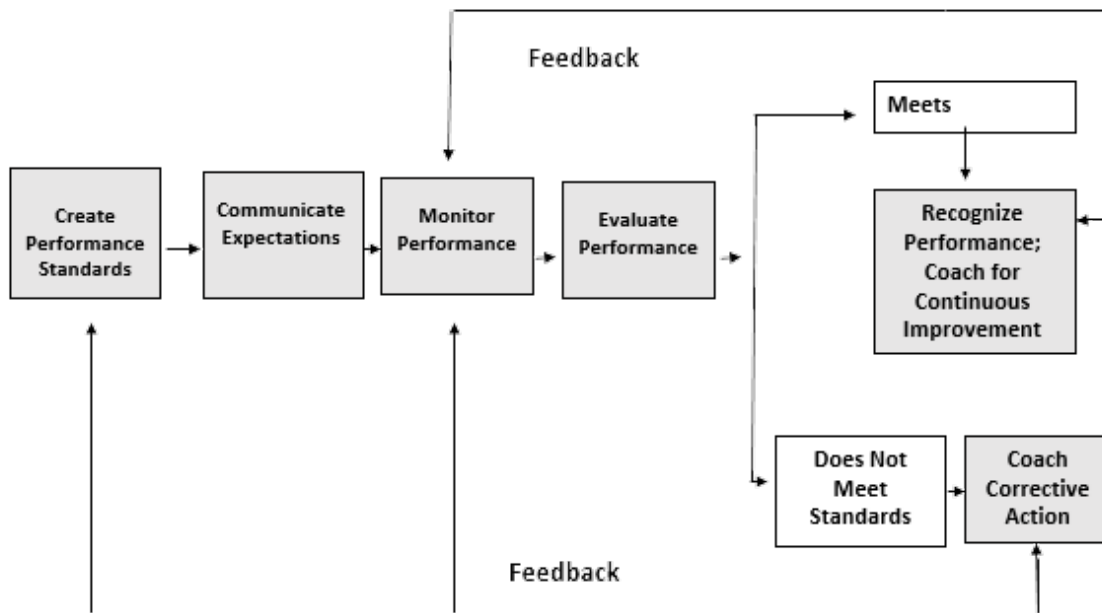 Feedback
Meets
Create
Performance
Standards
Communicate
Expectations
Monitor
Performance
Evaluate
Performance
Recognize
Performance;
Coach for
Continuous
Improvement
Does Not
Meet
Standards
Coach
Corrective
Action
Feedback